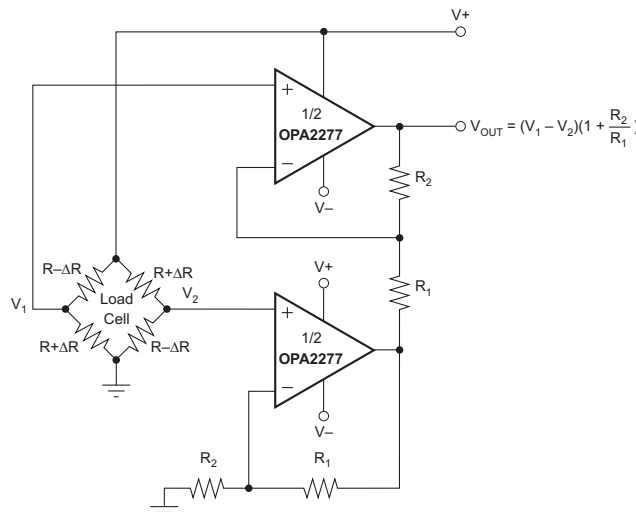 V+
1/2
OPA2277
+
−
V−
V_OUT = (V_1 − V_2)(1 + R_2/R_1)
R_2
R_1
R−ΔR
R+ΔR
V_1
V_2
Load
Cell
R+ΔR
R−ΔR
V+
1/2
OPA2277
+
−
V−
R_2
R_1